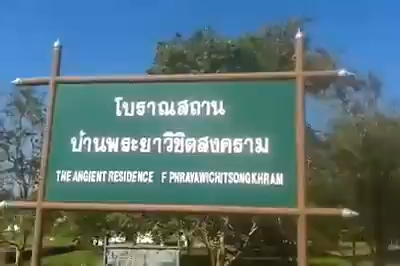 โบราณสถาน
บ้านพระยาวิชิตสงคราม
THE ANGIENT RESIDENCE F PHRAYAWICHITSONGKHRAM